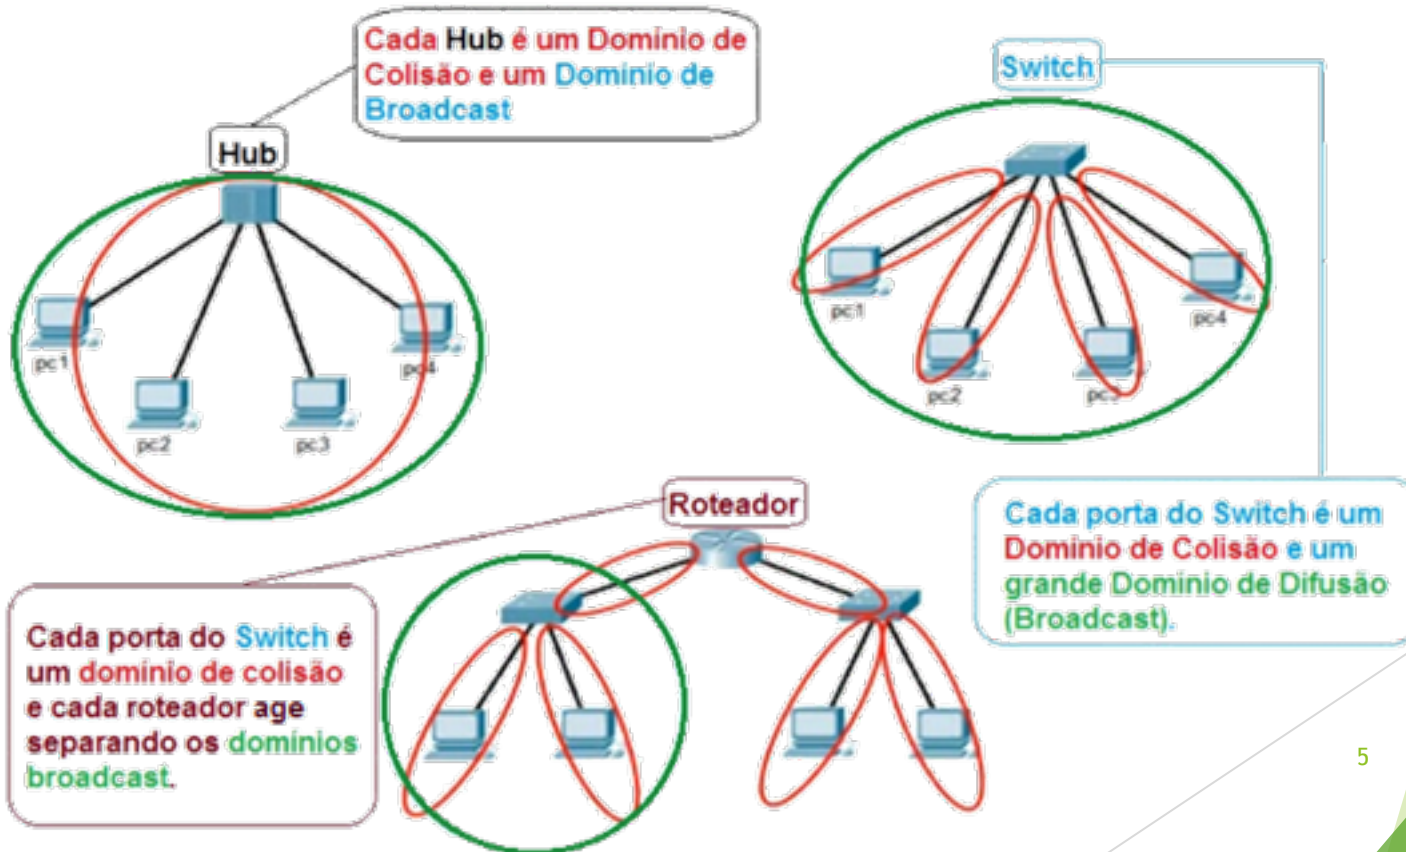 Cada Hub é um Domínio de
Colisão e um Domínio de
Broadcast
Hub
pc1
pc2
pc3
pc4
Switch
pc1
pc2
pc3
pc4
Cada porta do Switch é um
Domínio de Colisão e um
grande Domínio de Difusão
(Broadcast).
Roteador
Cada porta do Switch é
um domínio de colisão
e cada roteador age
separando os domínios
broadcast.
5